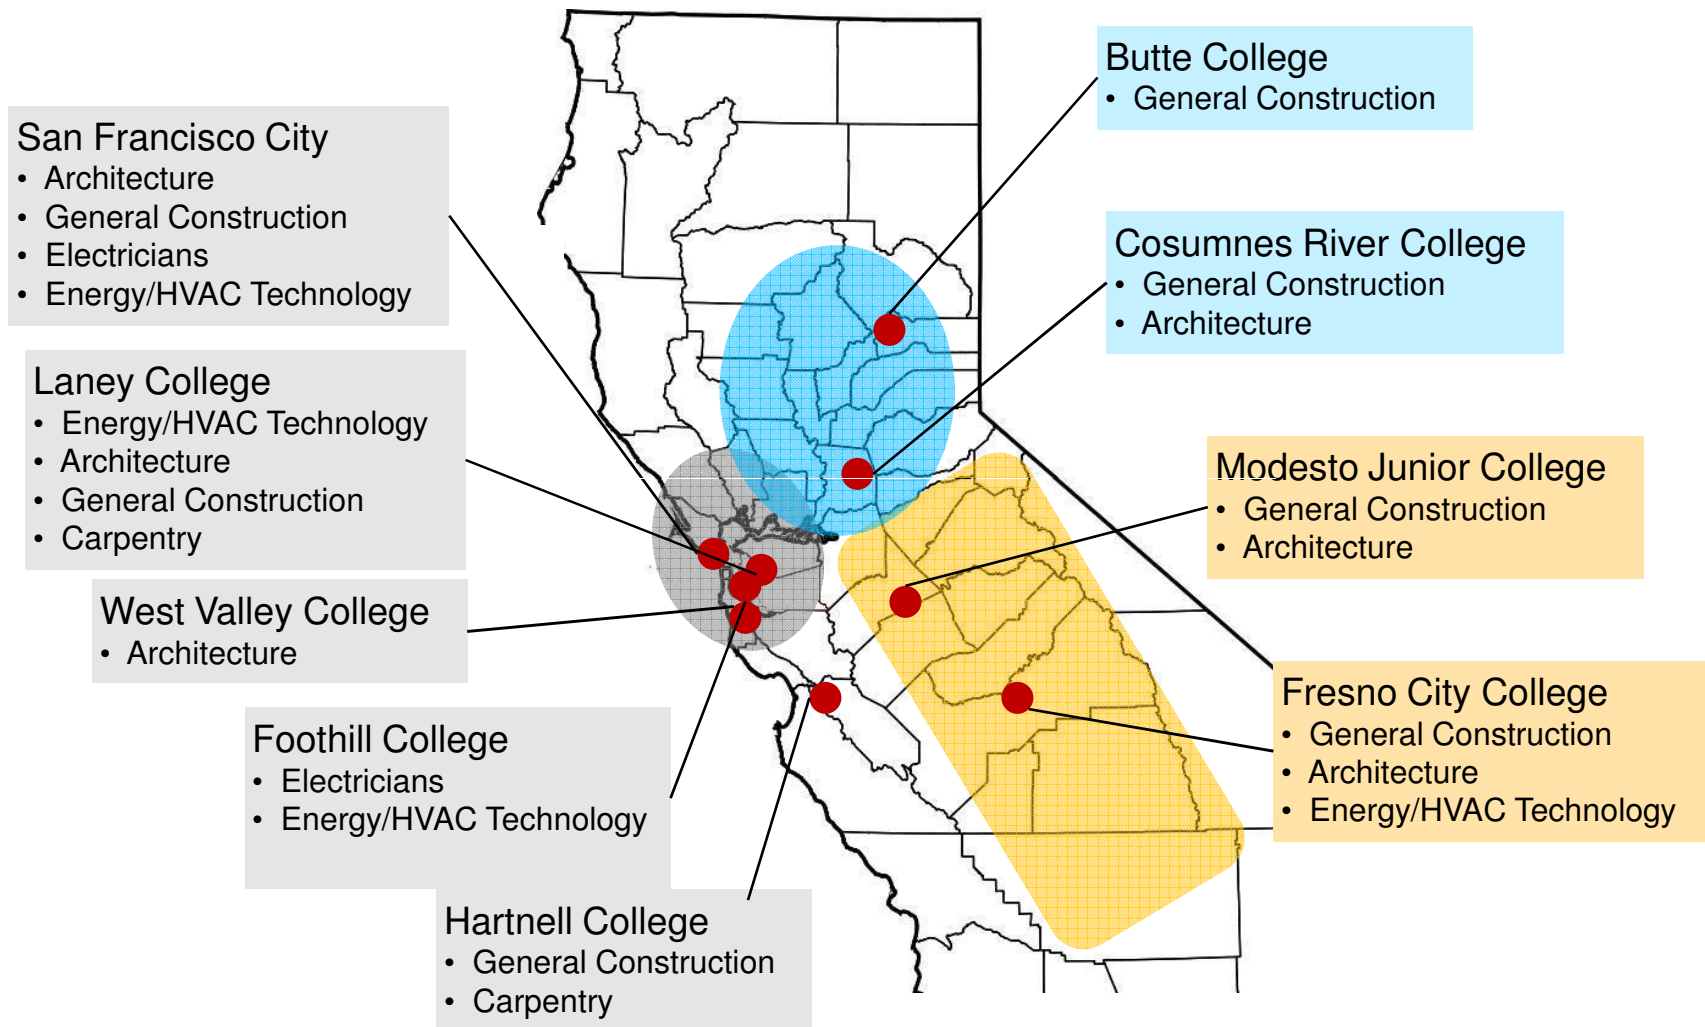 San Francisco City
• Architecture
• General Construction
• Electricians
• Energy/HVAC Technology
Laney College
• Energy/HVAC Technology
• Architecture
• General Construction
• Carpentry
West Valley College
• Architecture
Foothill College
• Electricians
• Energy/HVAC Technology
Hartnell College
• General Construction
• Carpentry
Butte College
• General Construction
Cosumnes River College
• General Construction
• Architecture
Modesto Junior College
• General Construction
• Architecture
Fresno City College
• General Construction
• Architecture
• Energy/HVAC Technology